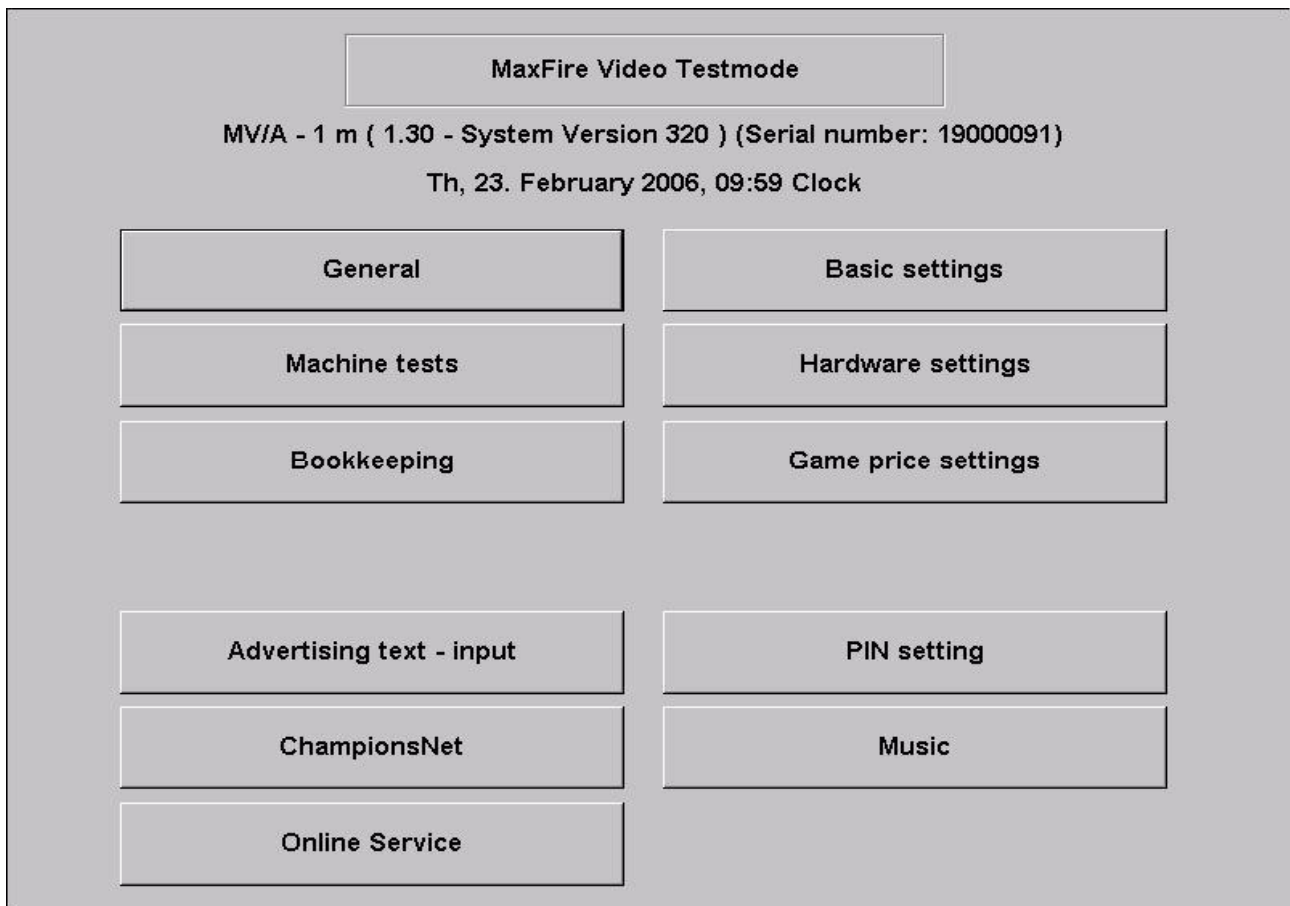 MaxFire Video Testmode
MV/A - 1 m ( 1.30 - System Version 320 ) (Serial number: 19000091)
Th, 23. February 2006, 09:59 Clock
General
Basic settings
Machine tests
Hardware settings
Bookkeeping
Game price settings
Advertising text - input
PIN setting
ChampionsNet
Music
Online Service